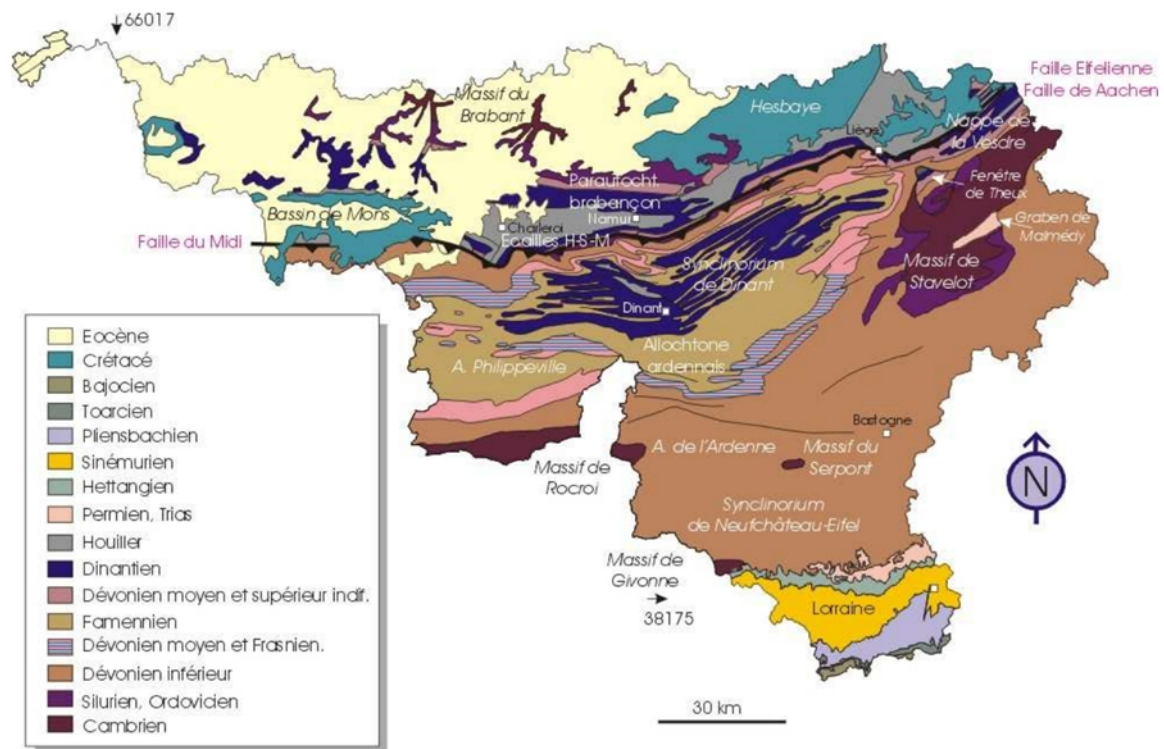 66017
Massif du
Brabant
Hesbaye
Faille Eifelienne
Faille de Aachen
Liège
Nappe de
la Vesdre
Parautocht.
brabançon
Fenêtre
de Theux
Bassin de Mons
Namur
Charleroi
Ecailles H-S-M
Graben de
Malmédy
Faille du Midi
Synclinorium
de Dinant
Massif de
Stavelot
Dinant
Allochtone
ardennais
A. Philippeville
Bastogne
A. de l'Ardenne
Massif du
Serpont
Massif de
Rocroi
Synclinorium
de Neufchâteau-Eifel
Massif de
Givonne
38175
Lorraine
30 km
N
Eocène
Crétacé
Bajocien
Toarcien
Pliensbachien
Sinémurien
Hettangien
Permien, Trias
Houiller
Dinantien
Dévonien moyen et supérieur indif.
Famennien
Dévonien moyen et Frasnien.
Dévonien inférieur
Silurien, Ordovicien
Cambrien